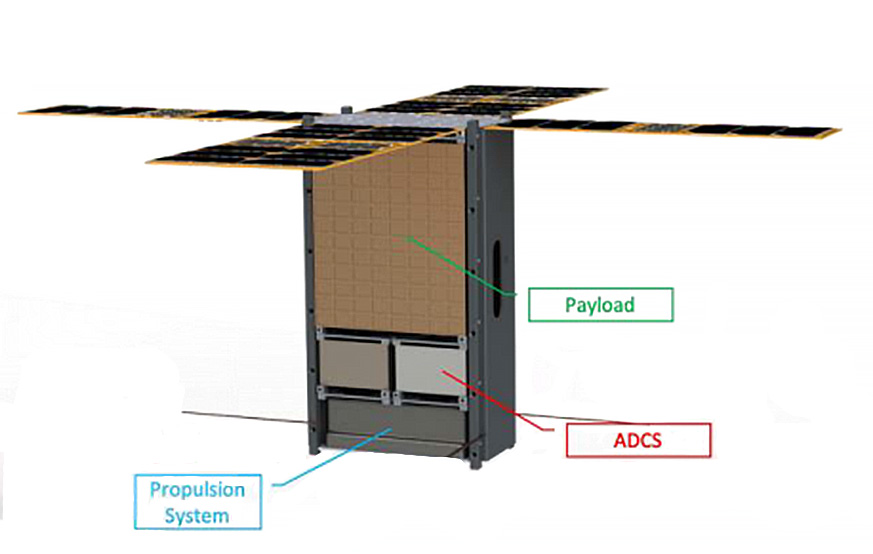 Payload
ADCS
Propulsion
System